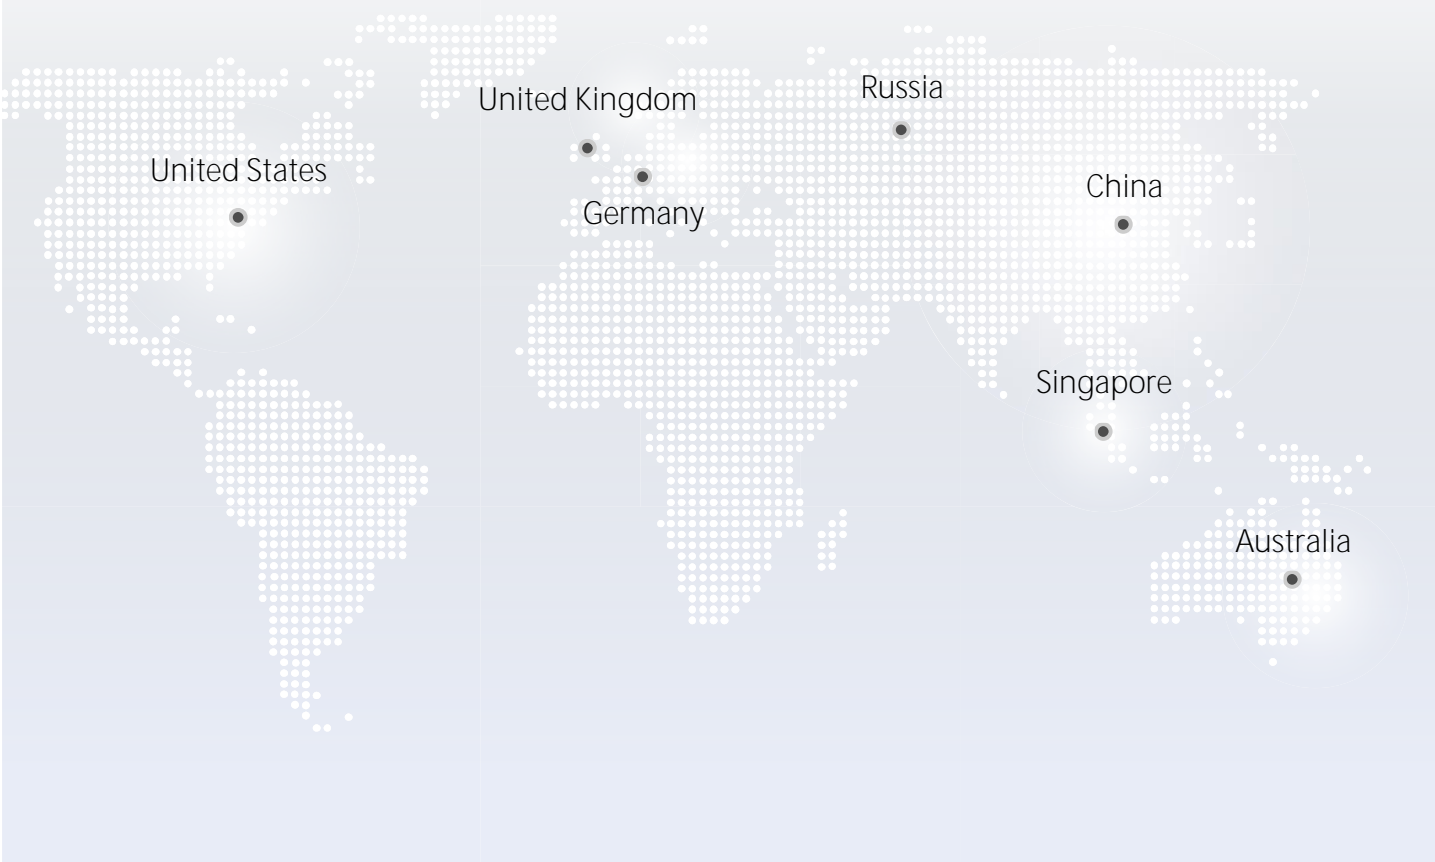 Russia
United Kingdom
United States
China
Germany
Singapore
Australia